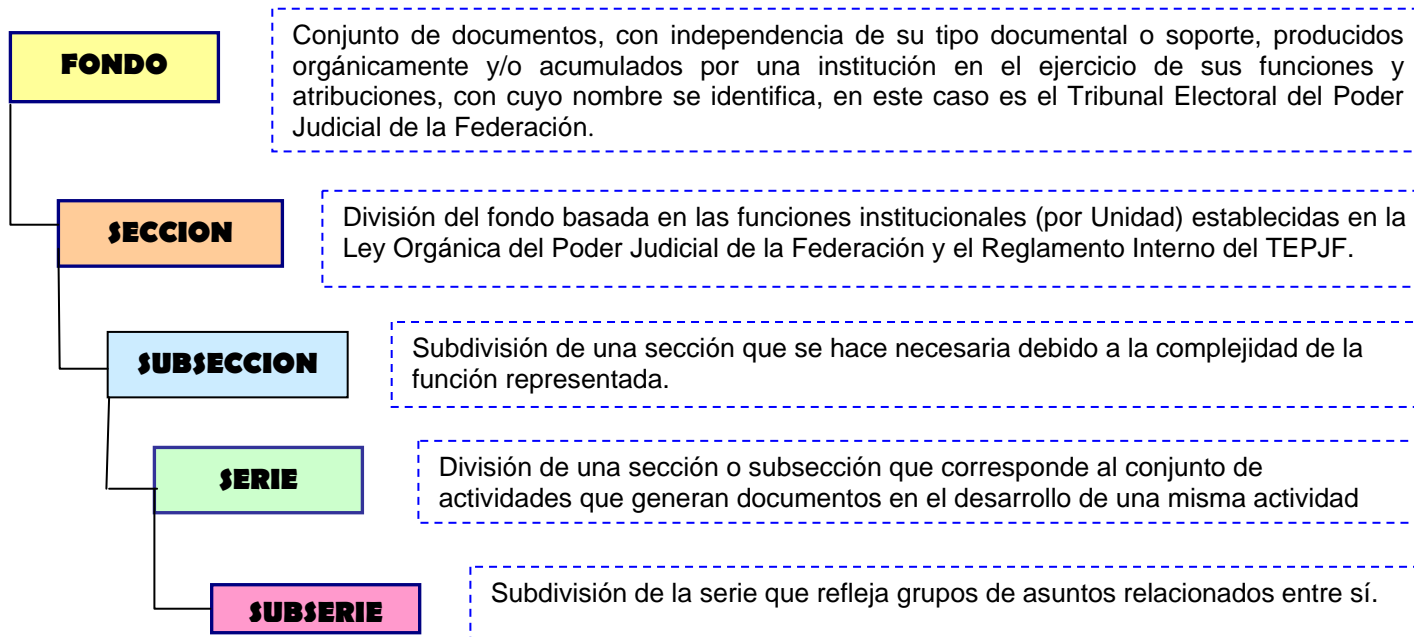 FONDO
Conjunto de documentos, con independencia de su tipo documental o soporte, producidos
orgánicamente y/o acumulados por una institución en el ejercicio de sus funciones y
atribuciones, con cuyo nombre se identifica, en este caso es el Tribunal Electoral del Poder
Judicial de la Federación.
SECCION
División del fondo basada en las funciones institucionales (por Unidad) establecidas en la
Ley Orgánica del Poder Judicial de la Federación y el Reglamento Interno del TEPJF.
SUBSECCION
Subdivisión de una sección que se hace necesaria debido a la complejidad de la
función representada.
SERIE
División de una sección o subsección que corresponde al conjunto de
actividades que generan documentos en el desarrollo de una misma actividad
SUBSERIE
Subdivisión de la serie que refleja grupos de asuntos relacionados entre sí.